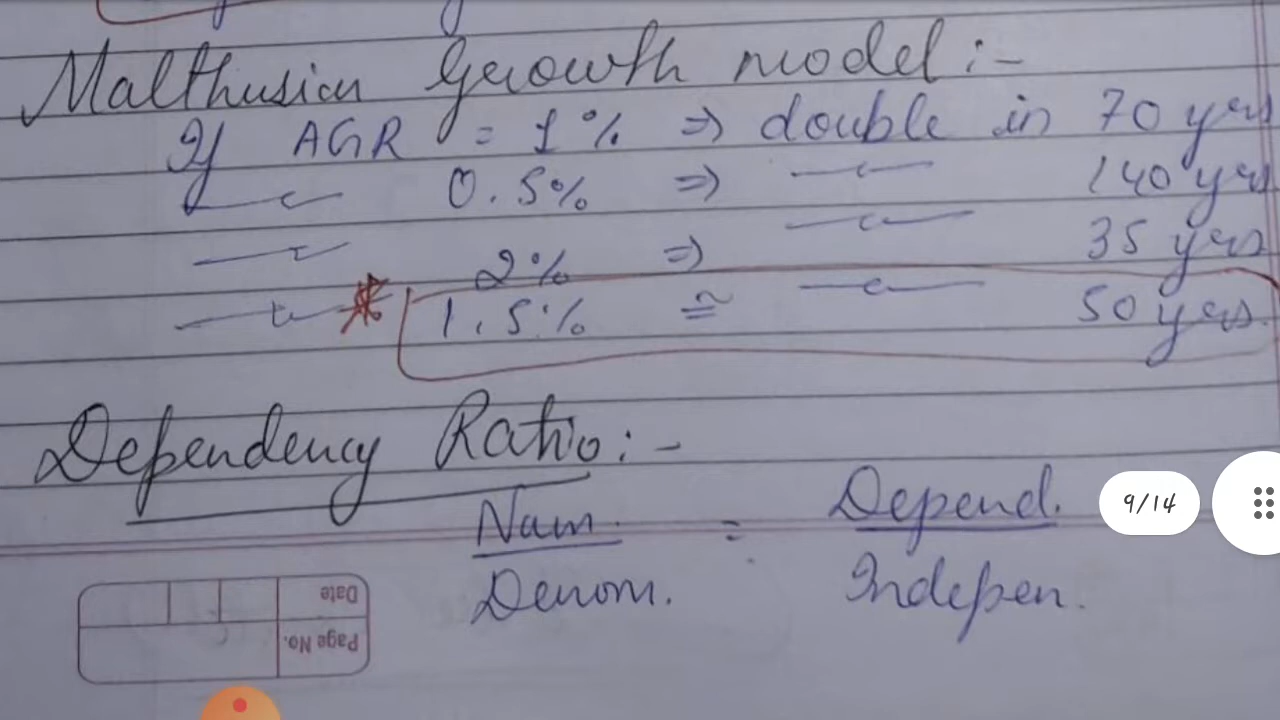 Malthusian Growth model :-
If AGR = 1% ⇒ double in 70 yrs
—〃— 0.5% ⇒ —〃— 140 yrs
—〃— 2% ⇒ —〃— 35 yrs
—〃— * 1.5% ≅ —〃— 50 yrs.
Dependency Ratio :-
Num. = Depend.
Denom. Indepen.
9/14
Date
Page No.